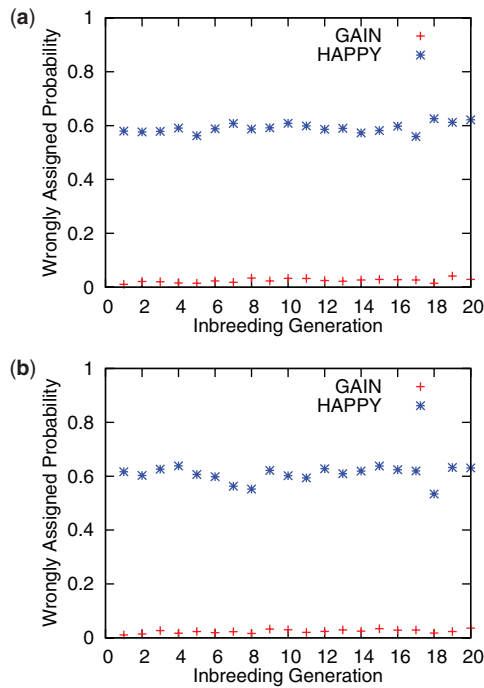 (a)
Wrongly Assigned Probability
1
0.8
0.6
0.4
0.2
0
GAIN
HAPPY
0 2 4 6 8 10 12 14 16 18 20
Inbreeding Generation
(b)
Wrongly Assigned Probability
1
0.8
0.6
0.4
0.2
0
GAIN
HAPPY
0 2 4 6 8 10 12 14 16 18 20
Inbreeding Generation